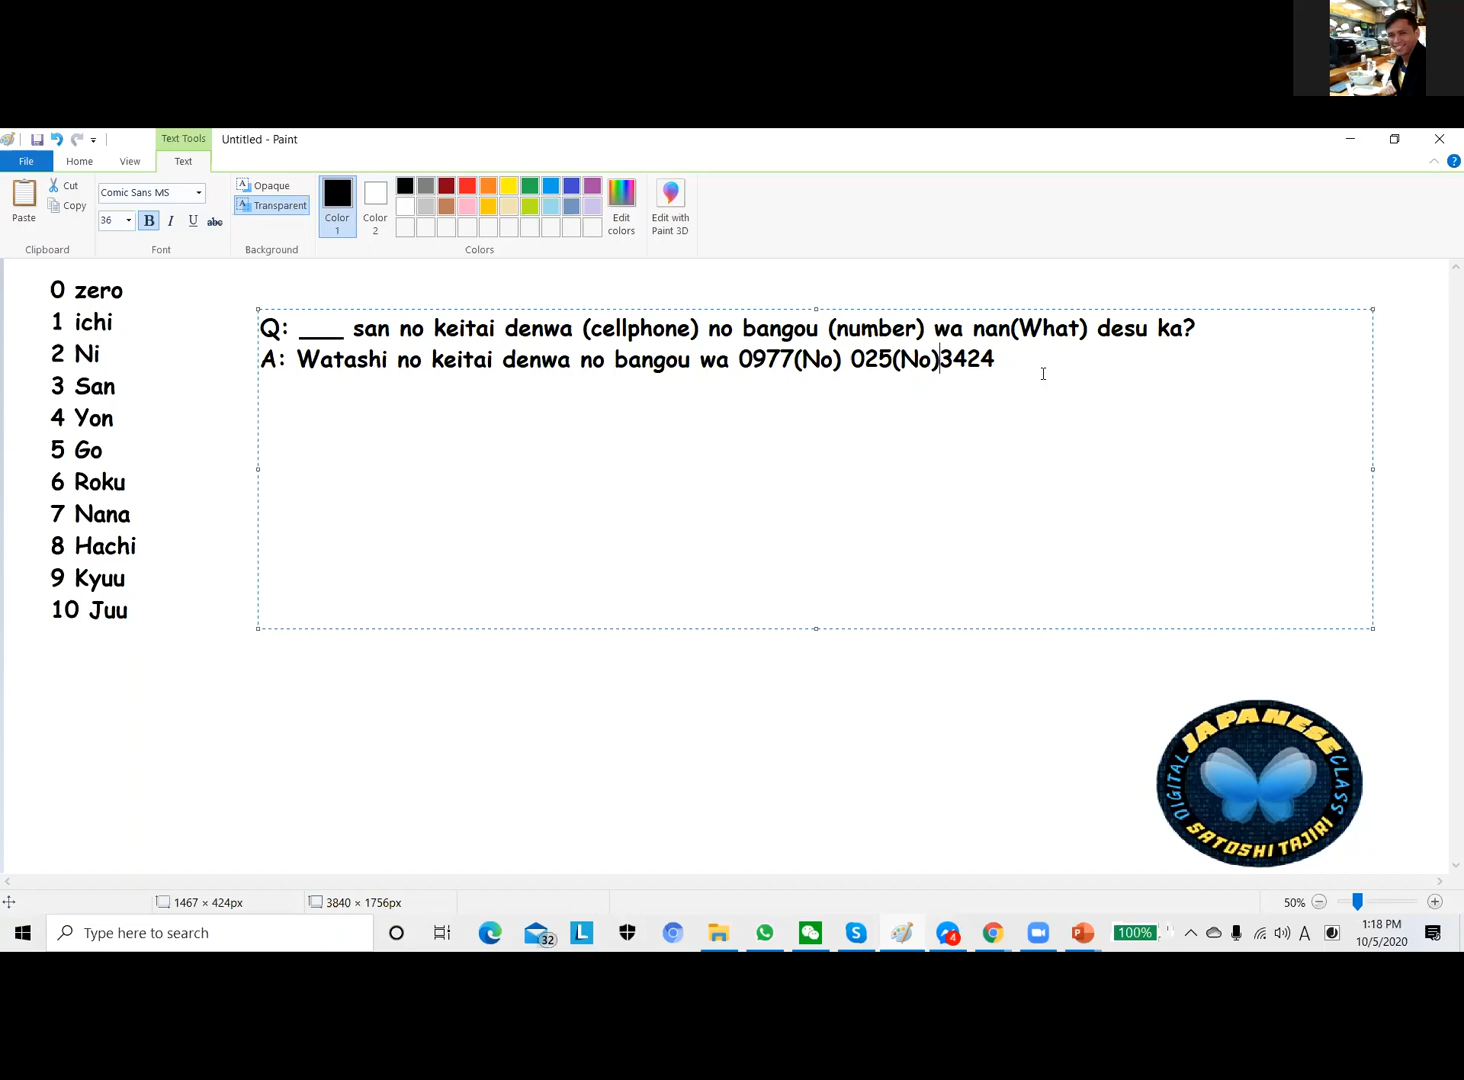 Text Tools
Untitled - Paint
File
Home
View
Text
Paste
Cut
Copy
Clipboard
Comic Sans MS
36
B I U abc
Font
Opaque
Transparent
Background
Color 1
Color 2
Edit colors
Edit with Paint 3D
Colors
0 zero
1 ichi
2 Ni
3 San
4 Yon
5 Go
6 Roku
7 Nana
8 Hachi
9 Kyuu
10 Juu
Q: ___ san no keitai denwa (cellphone) no bangou (number) wa nan(What) desu ka?
A: Watashi no keitai denwa no bangou wa 0977(No) 025(No)3424
DIGITAL JAPANESE CLASS
SATOSHI TAJIRI
1467 × 424px
3840 × 1756px
50%
Type here to search
32
100%
1:18 PM
10/5/2020